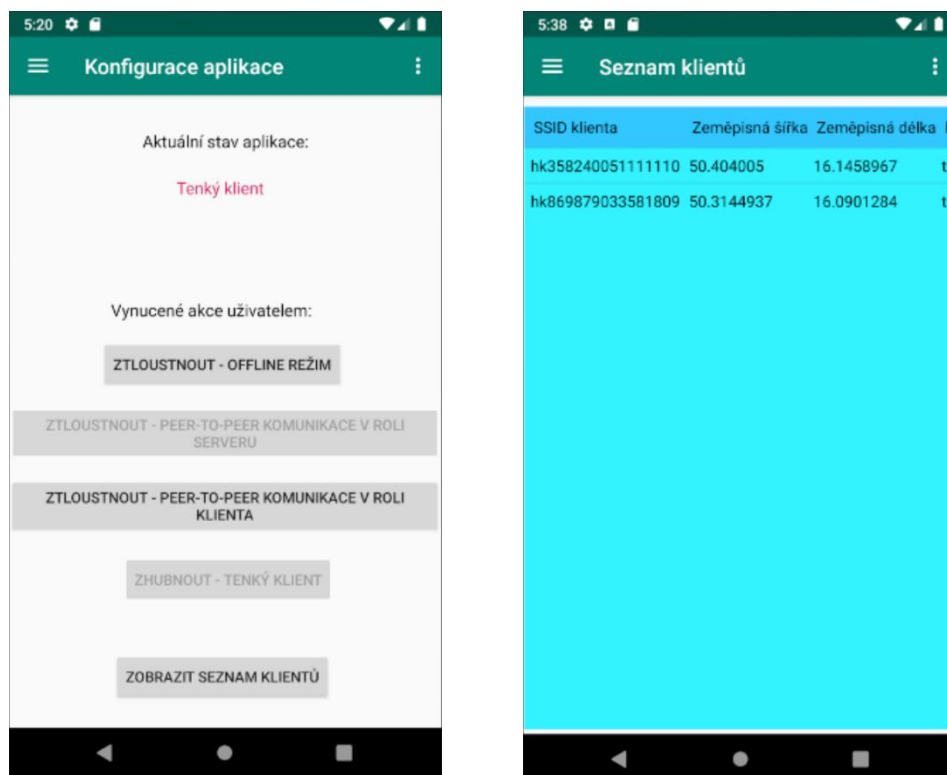 5:20
Konfigurace aplikace
Aktuální stav aplikace:
Tenký klient
Vynucené akce uživatelem:
ZTLOUSTNOUT - OFFLINE REŽIM
ZTLOUSTNOUT - PEER-TO-PEER KOMUNIKACE V ROLI
SERVERU
ZTLOUSTNOUT - PEER-TO-PEER KOMUNIKACE V ROLI
KLIENTA
ZHUBNOUT - TENKÝ KLIENT
ZOBRAZIT SEZNAM KLIENTŮ
5:38
Seznam klientů
SSID klienta Zeměpisná šířka Zeměpisná délka
hk358240051111110 50.404005 16.1458967 t
hk869879033581809 50.3144937 16.0901284 t